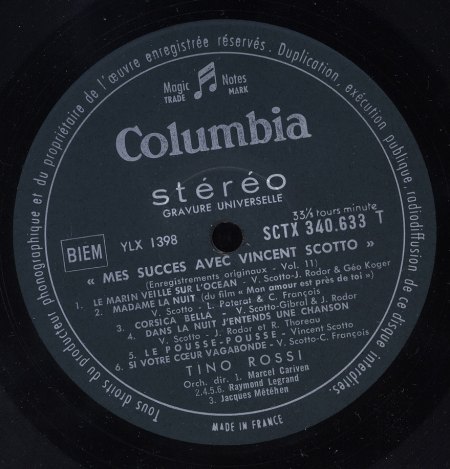 Tous droits du producteur phonographique et du propriétaire de l'œuvre enregistrée réservés. Duplication, exécution publique, radiodiffusion de ce disque interdites.
Magic Notes
TRADE MARK
Columbia
stéréo
GRAVURE UNIVERSELLE
33⅓ tours minute
BIEM YLX 1398 SCTX 340.633 T
« MES SUCCES AVEC VINCENT SCOTTO »
(Enregistrements originaux - Vol. 11)
1. LE MARIN VEILLE SUR L'OCEAN - V. Scotto-J. Rodor & Géo Koger
2. MADAME LA NUIT (du film « Mon amour est près de toi »)
V. Scotto - L. Poterat & C. François
3. CORSICA BELLA - V. Scotto-Gibral & J. Rodor
4. DANS LA NUIT J'ENTENDS UNE CHANSON
V. Scotto - J. Rodor et R. Thoreau
5. LE POUSSE-POUSSE - Vincent Scotto
6. SI VOTRE CŒUR VAGABONDE - V. Scotto-C. François
TINO ROSSI
Orch. dir. 1. Marcel Cariven
2.4.5.6. Raymond Legrand
3. Jacques Météhen
MADE IN FRANCE